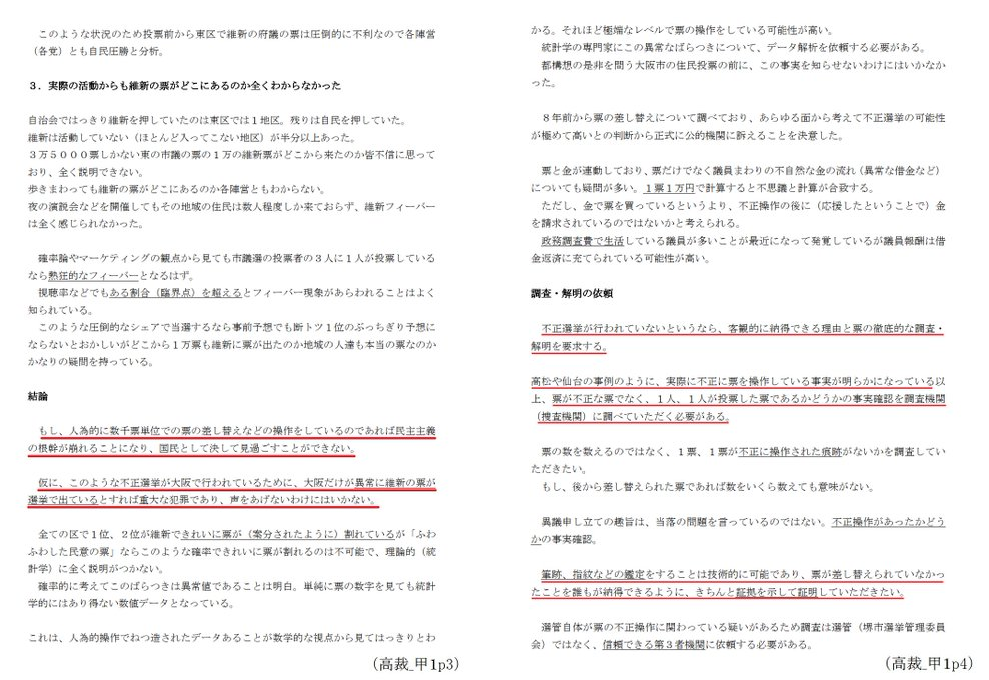 このような状況のため投票前から東区で維新の府議の票は圧倒的に不利なので各陣営
（各党）とも自民圧勝と分析。
３．実際の活動からも維新の票がどこにあるのか全くわからなかった
自治会ではっきり維新を押していたのは東区では１地区。残りは自民を押していた。
維新は活動していない（ほとんど入ってこない地区）が半分以上あった。
３万５０００票しかない東の市議の票の１万の維新票がどこから来たのか皆不信に思って
おり、全く説明できない。
歩きまわっても維新の票がどこにあるのか各陣営ともわからない。
夜の演説会などを開催してもその地域の住民は数人程度しか来ておらず、維新フィーバー
は全く感じられなかった。
確率論やマーケティングの観点から見ても市議選の投票者の３人に１人が投票している
なら熱狂的なフィーバーとなるはず。
視聴率などでもある割合（臨界点）を超えるとフィーバー現象があらわれることはよく
知られている。
このような圧倒的なシェアで当選するなら事前予想でも断トツ１位のぶっちぎり予想に
ならないとおかしいがどこから１万票も維新に票が出たのか地域の人達も本当の票なのか
かなりの疑問を持っている。
結論
もし、人為的に数千票単位での票の差し替えなどの操作をしているのであれば民主主義
の根幹が崩れることになり、国民として決して見過ごすことができない。
仮に、このような不正選挙が大阪で行われているために、大阪だけが異常に維新の票が
選挙で出ているとすれば重大な犯罪であり、声をあげないわけにはいかない。
全ての区で１位、２位が維新できれいに票が（案分されたように）割れているが「ふわ
ふわした民意の票」ならこのような確率できれいに票が割れるのは不可能で、理論的（統
計学）に全く説明がつかない。
確率的に考えてこのばらつきは異常値であることは明白。単純に票の数字を見ても統計
学的にはあり得ない数値データとなっている。
これは、人為的操作でねつ造されたデータあることが数学的な視点から見てはっきりとわ
（高裁_甲1p3）
かる。それほど極端なレベルで票の操作をしている可能性が高い。
統計学の専門家にこの異常なばらつきについて、データ解析を依頼する必要がある。
都構想の是非を問う大阪市の住民投票の前に、この事実を知らせないわけにはいかなか
った。
８年前から票の差し替えについて調べており、あらゆる面から考えて不正選挙の可能性
が極めて高いとの判断から正式に公的機関に訴えることを決意した。
票と金が連動しており、票だけでなく議員まわりの不自然な金の流れ（異常な借金など）
についても疑問が多い。１票１万円で計算すると不思議と計算が合致する。
ただし、金で票を買っているというより、不正操作の後に（応援したということで）金
を請求されているのではないかと考えられる。
政務調査費で生活している議員が多いことが最近になって発覚しているが議員報酬は借
金返済に充てられている可能性が高い。
調査・解明の依頼
不正選挙が行われていないというなら、客観的に納得できる理由と票の徹底的な調査・
解明を要求する。
高松や仙台の事例のように、実際に不正に票を操作している事実が明らかになっている以
上、票が不正な票でなく、１人、１人が投票した票であるかどうかの事実確認を調査機関
（捜査機関）に調べていただく必要がある。
票の数を数えるのではなく、１票、１票が不正に操作された痕跡がないかを調査してい
ただきたい。
もし、後から差し替えられた票であれば数をいくら数えても意味がない。
異議申し立ての趣旨は、当落の問題を言っているのではない。不正操作があったかどう
かの事実確認。
筆跡、指紋などの鑑定をすることは技術的に可能であり、票が差し替えられていなかっ
たことを誰もが納得できるように、きちんと証拠を示して証明していただきたい。
選管自体が票の不正操作に関わっている疑いがあるため調査は選管（堺市選挙管理委員
会）ではなく、信頼できる第３者機関に依頼する必要がある。
（高裁_甲1p4）